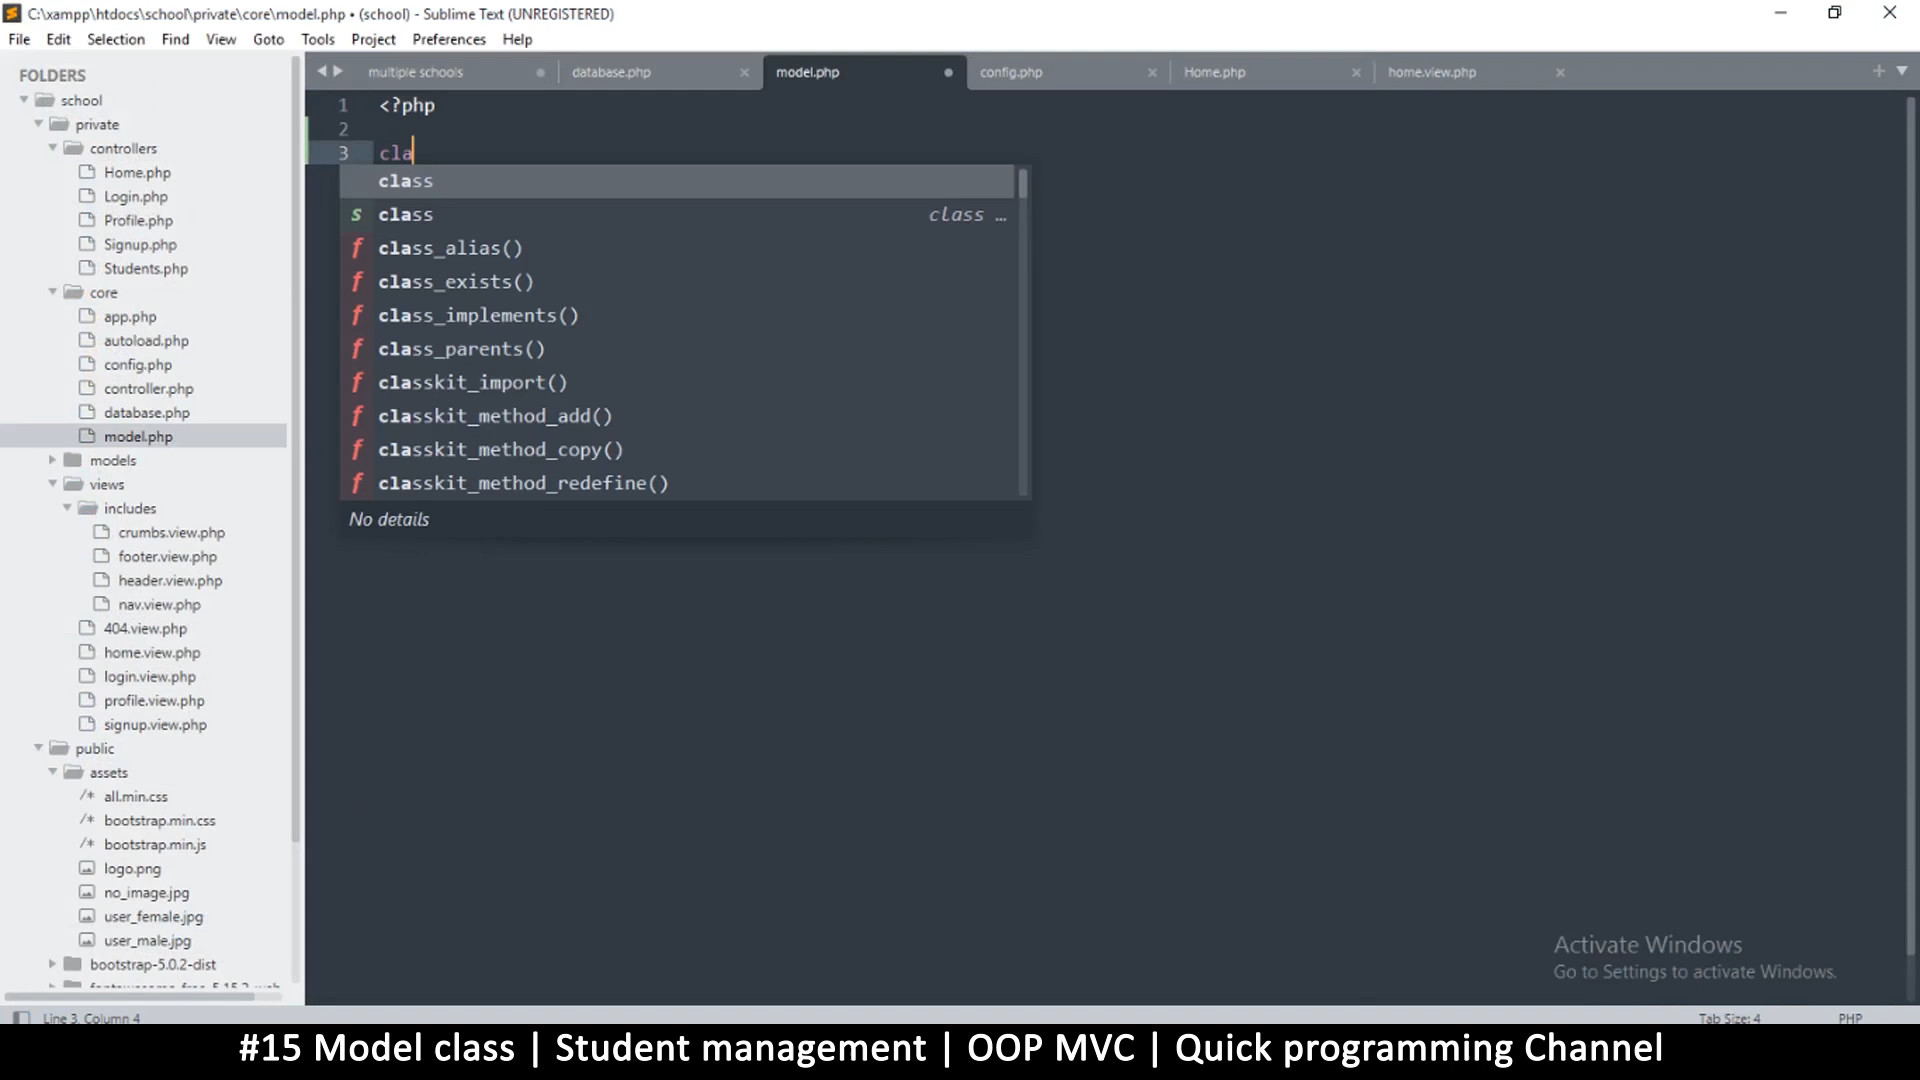 C:\xampp\htdocs\school\private\core\model.php • (school) - Sublime Text (UNREGISTERED)
File Edit Selection Find View Goto Tools Project Preferences Help
FOLDERS
school
private
controllers
Home.php
Login.php
Profile.php
Signup.php
Students.php
core
app.php
autoload.php
config.php
controller.php
database.php
model.php
models
views
includes
crumbs.view.php
footer.view.php
header.view.php
nav.view.php
404.view.php
home.view.php
login.view.php
profile.view.php
signup.view.php
public
assets
/* all.min.css
/* bootstrap.min.css
/* bootstrap.min.js
logo.png
no_image.jpg
user_female.jpg
user_male.jpg
bootstrap-5.0.2-dist
multiple schools database.php model.php config.php Home.php home.view.php
1 <?php
2
3 cla
class
s class class …
f class_alias()
f class_exists()
f class_implements()
f class_parents()
f classkit_import()
f classkit_method_add()
f classkit_method_copy()
f classkit_method_redefine()
No details
Activate Windows
Go to Settings to activate Windows.
Line 3, Column 4 Tab Size: 4 PHP
#15 Model class | Student management | OOP MVC | Quick programming Channel